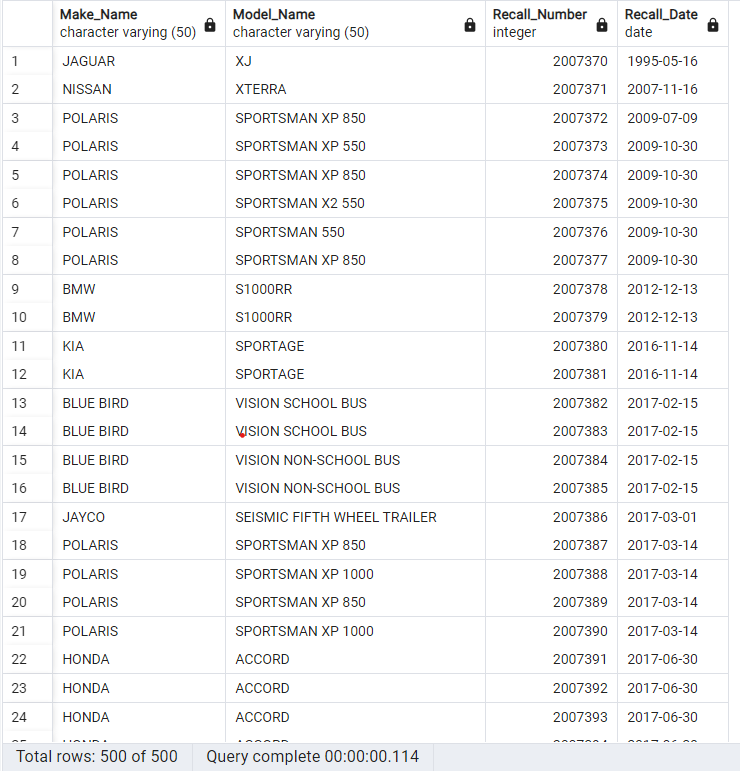 Make_Name Model_Name Recall_Number Recall_Date
character varying (50) character varying (50) integer date
1 JAGUAR XJ 2007370 1995-05-16
2 NISSAN XTERRA 2007371 2007-11-16
3 POLARIS SPORTSMAN XP 850 2007372 2009-07-09
4 POLARIS SPORTSMAN XP 550 2007373 2009-10-30
5 POLARIS SPORTSMAN XP 850 2007374 2009-10-30
6 POLARIS SPORTSMAN X2 550 2007375 2009-10-30
7 POLARIS SPORTSMAN 550 2007376 2009-10-30
8 POLARIS SPORTSMAN XP 850 2007377 2009-10-30
9 BMW S1000RR 2007378 2012-12-13
10 BMW S1000RR 2007379 2012-12-13
11 KIA SPORTAGE 2007380 2016-11-14
12 KIA SPORTAGE 2007381 2016-11-14
13 BLUE BIRD VISION SCHOOL BUS 2007382 2017-02-15
14 BLUE BIRD VISION SCHOOL BUS 2007383 2017-02-15
15 BLUE BIRD VISION NON-SCHOOL BUS 2007384 2017-02-15
16 BLUE BIRD VISION NON-SCHOOL BUS 2007385 2017-02-15
17 JAYCO SEISMIC FIFTH WHEEL TRAILER 2007386 2017-03-01
18 POLARIS SPORTSMAN XP 850 2007387 2017-03-14
19 POLARIS SPORTSMAN XP 1000 2007388 2017-03-14
20 POLARIS SPORTSMAN XP 850 2007389 2017-03-14
21 POLARIS SPORTSMAN XP 1000 2007390 2017-03-14
22 HONDA ACCORD 2007391 2017-06-30
23 HONDA ACCORD 2007392 2017-06-30
24 HONDA ACCORD 2007393 2017-06-30
Total rows: 500 of 500 Query complete 00:00:00.114